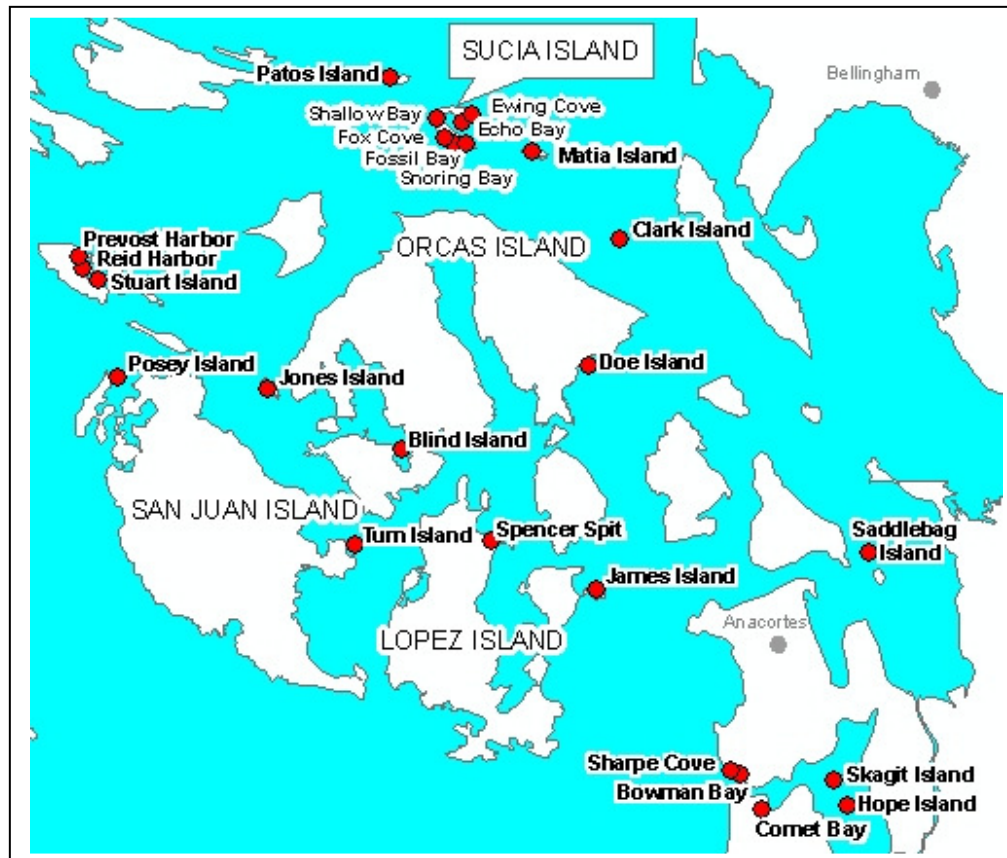 SUCIA ISLAND
Patos Island
Bellingham
Shallow Bay
Ewing Cove
Fox Cove
Echo Bay
Fossil Bay
Snoring Bay
Matia Island
ORCAS ISLAND
Clark Island
Prevost Harbor
Reid Harbor
Stuart Island
Posey Island
Jones Island
Doe Island
Blind Island
SAN JUAN ISLAND
Turn Island
Spencer Spit
Saddlebag
Island
James Island
LOPEZ ISLAND
Anacortes
Sharpe Cove
Bowman Bay
Skagit Island
Hope Island
Cornet Bay